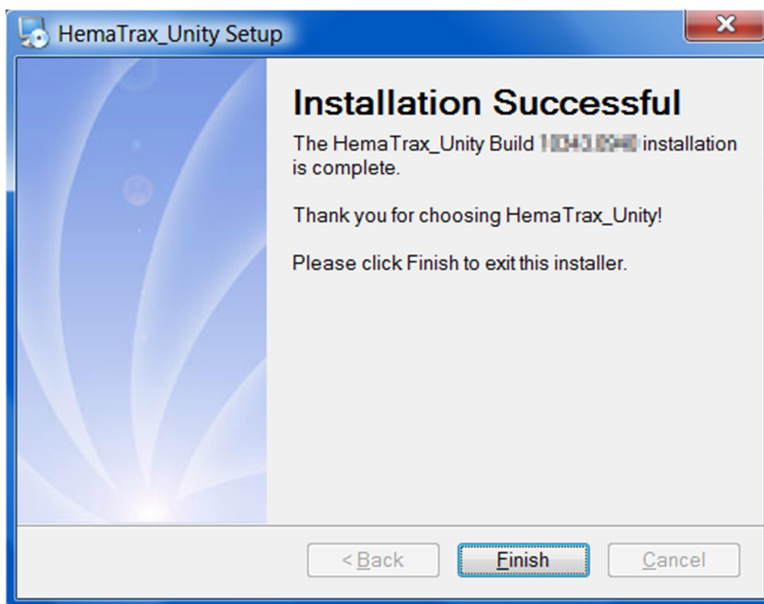 HemaTrax_Unity Setup
Installation Successful
The HemaTrax_Unity Build installation
is complete.
Thank you for choosing HemaTrax_Unity!
Please click Finish to exit this installer.
< Back
Finish
Cancel